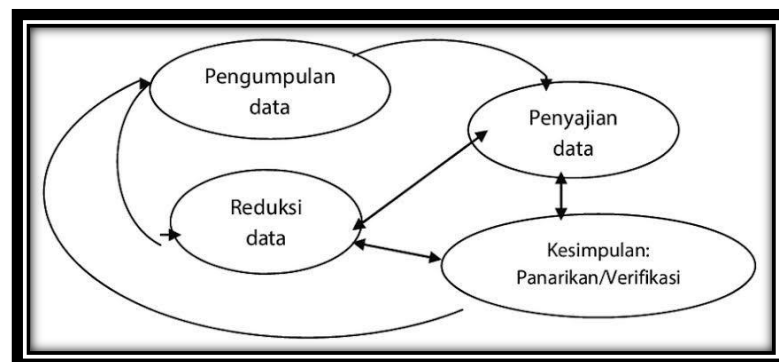 Pengumpulan
data
Penyajian
data
Reduksi
data
Kesimpulan:
Panarikan/Verifikasi